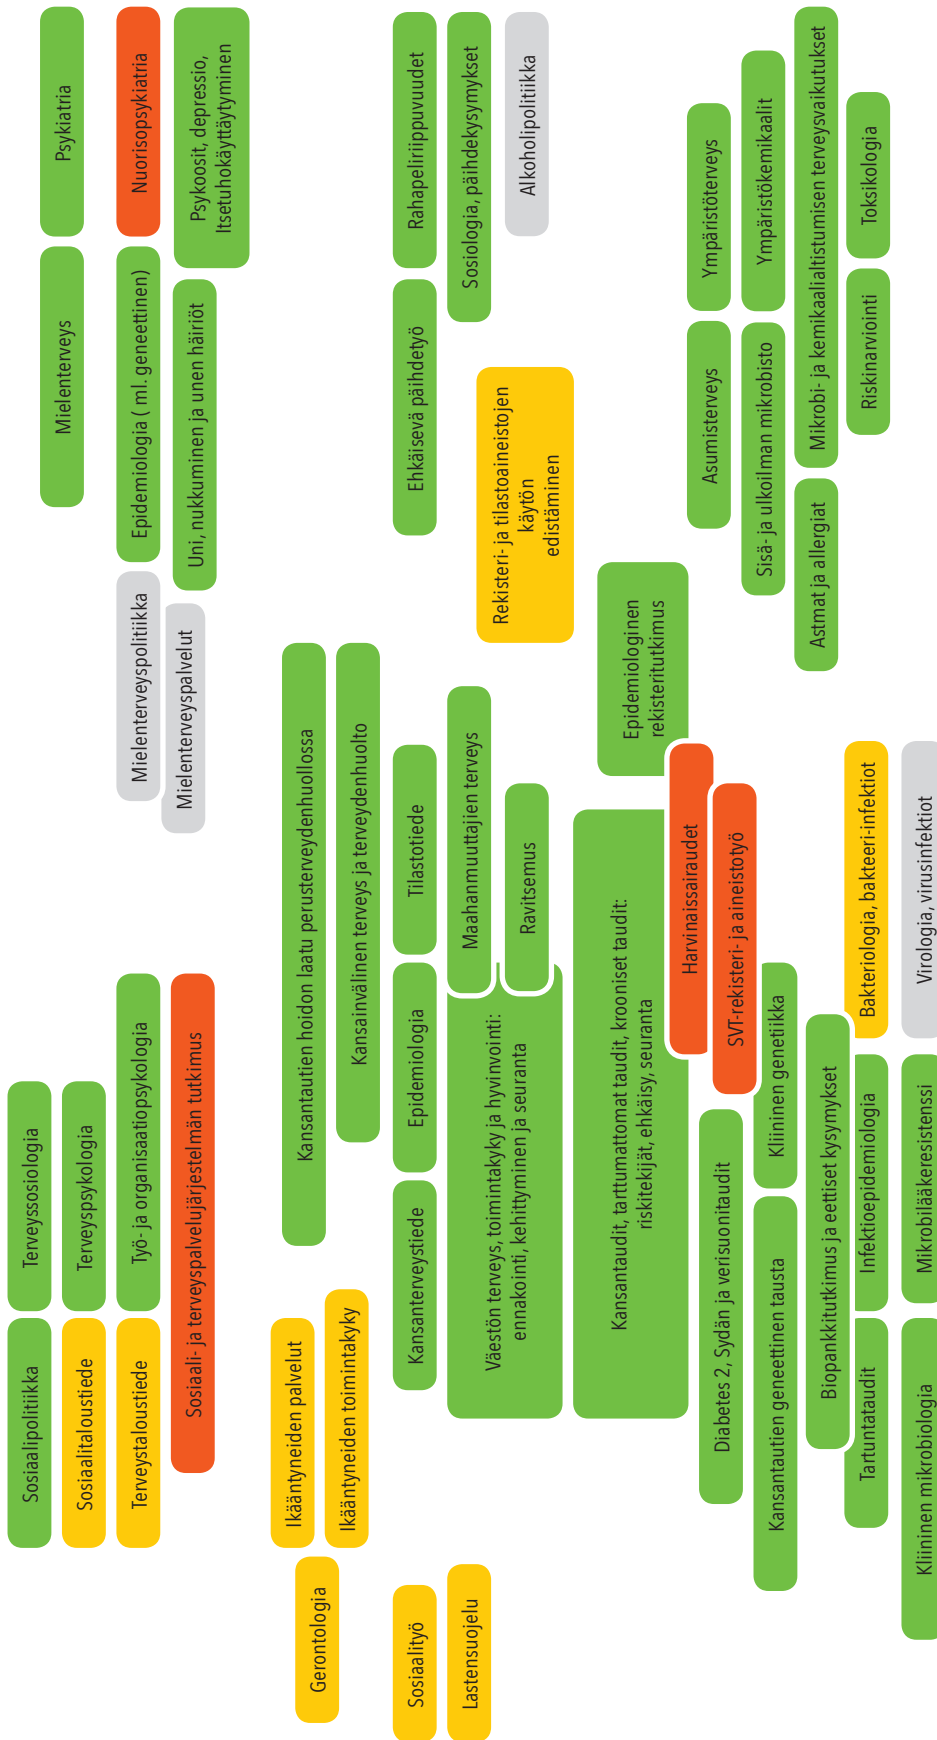 Sosiaalipolitiikka
Terveyssosiologia
Sosiaalitaloustiede
Terveyspsykologia
Terveystaloustiede
Työ- ja organisaatiopsykologia
Sosiaali- ja terveyspalvelujärjestelmän tutkimus
Mielenterveys
Psykiatria
Mielenterveyspolitiikka
Epidemiologia ( ml. geneettinen)
Nuorisopsykiatria
Mielenterveyspalvelut
Uni, nukkuminen ja unen häiriöt
Psykoosit, depressio,
Itsetuhokäyttäytyminen
Gerontologia
Ikääntyneiden palvelut
Ikääntyneiden toimintakyky
Kansantautien hoidon laatu perusterveydenhuollossa
Kansainvälinen terveys ja terveydenhuolto
Sosiaalityö
Lastensuojelu
Kansanterveystiede
Epidemiologia
Tilastotiede
Väestön terveys, toimintakyky ja hyvinvointi:
ennakointi, kehittyminen ja seuranta
Maahanmuuttajien terveys
Ravitsemus
Ehkäisevä päihdetyö
Rahapeliriippuvuudet
Sosiologia, päihdekysymykset
Alkoholipolitiikka
Rekisteri- ja tilastoaineistojen
käytön
edistäminen
Kansantaudit, tarttumattomat taudit, krooniset taudit:
riskitekijät, ehkäisy, seuranta
Epidemiologinen
rekisteritutkimus
Harvinaissairaudet
SVT-rekisteri- ja aineistotyö
Diabetes 2, Sydän ja verisuonitaudit
Kansantautien geneettinen tausta
Kliininen genetiikka
Biopankkitutkimus ja eettiset kysymykset
Tartuntataudit
Infektioepidemiologia
Bakteriologia, bakteeri-infektiot
Kliininen mikrobiologia
Mikrobilääkeresistenssi
Virologia, virusinfektiot
Asumisterveys
Ympäristöterveys
Sisä- ja ulkoilman mikrobisto
Ympäristökemikaalit
Astmat ja allergiat
Mikrobi- ja kemikaalialtistumisen terveysvaikutukset
Riskinarviointi
Toksikologia